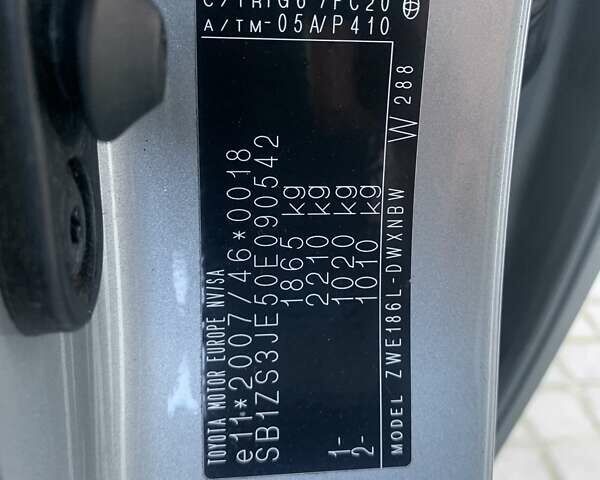 TOYOTA MOTOR EUROPE NV/SA
e11*2007/46*0018
SB1ZS3JE50E090542
1865 kg
2210 kg
1- 1020 kg
2- 1010 kg
MODEL ZWE186L-DWXNBW W 288
A/TM-05A/P410